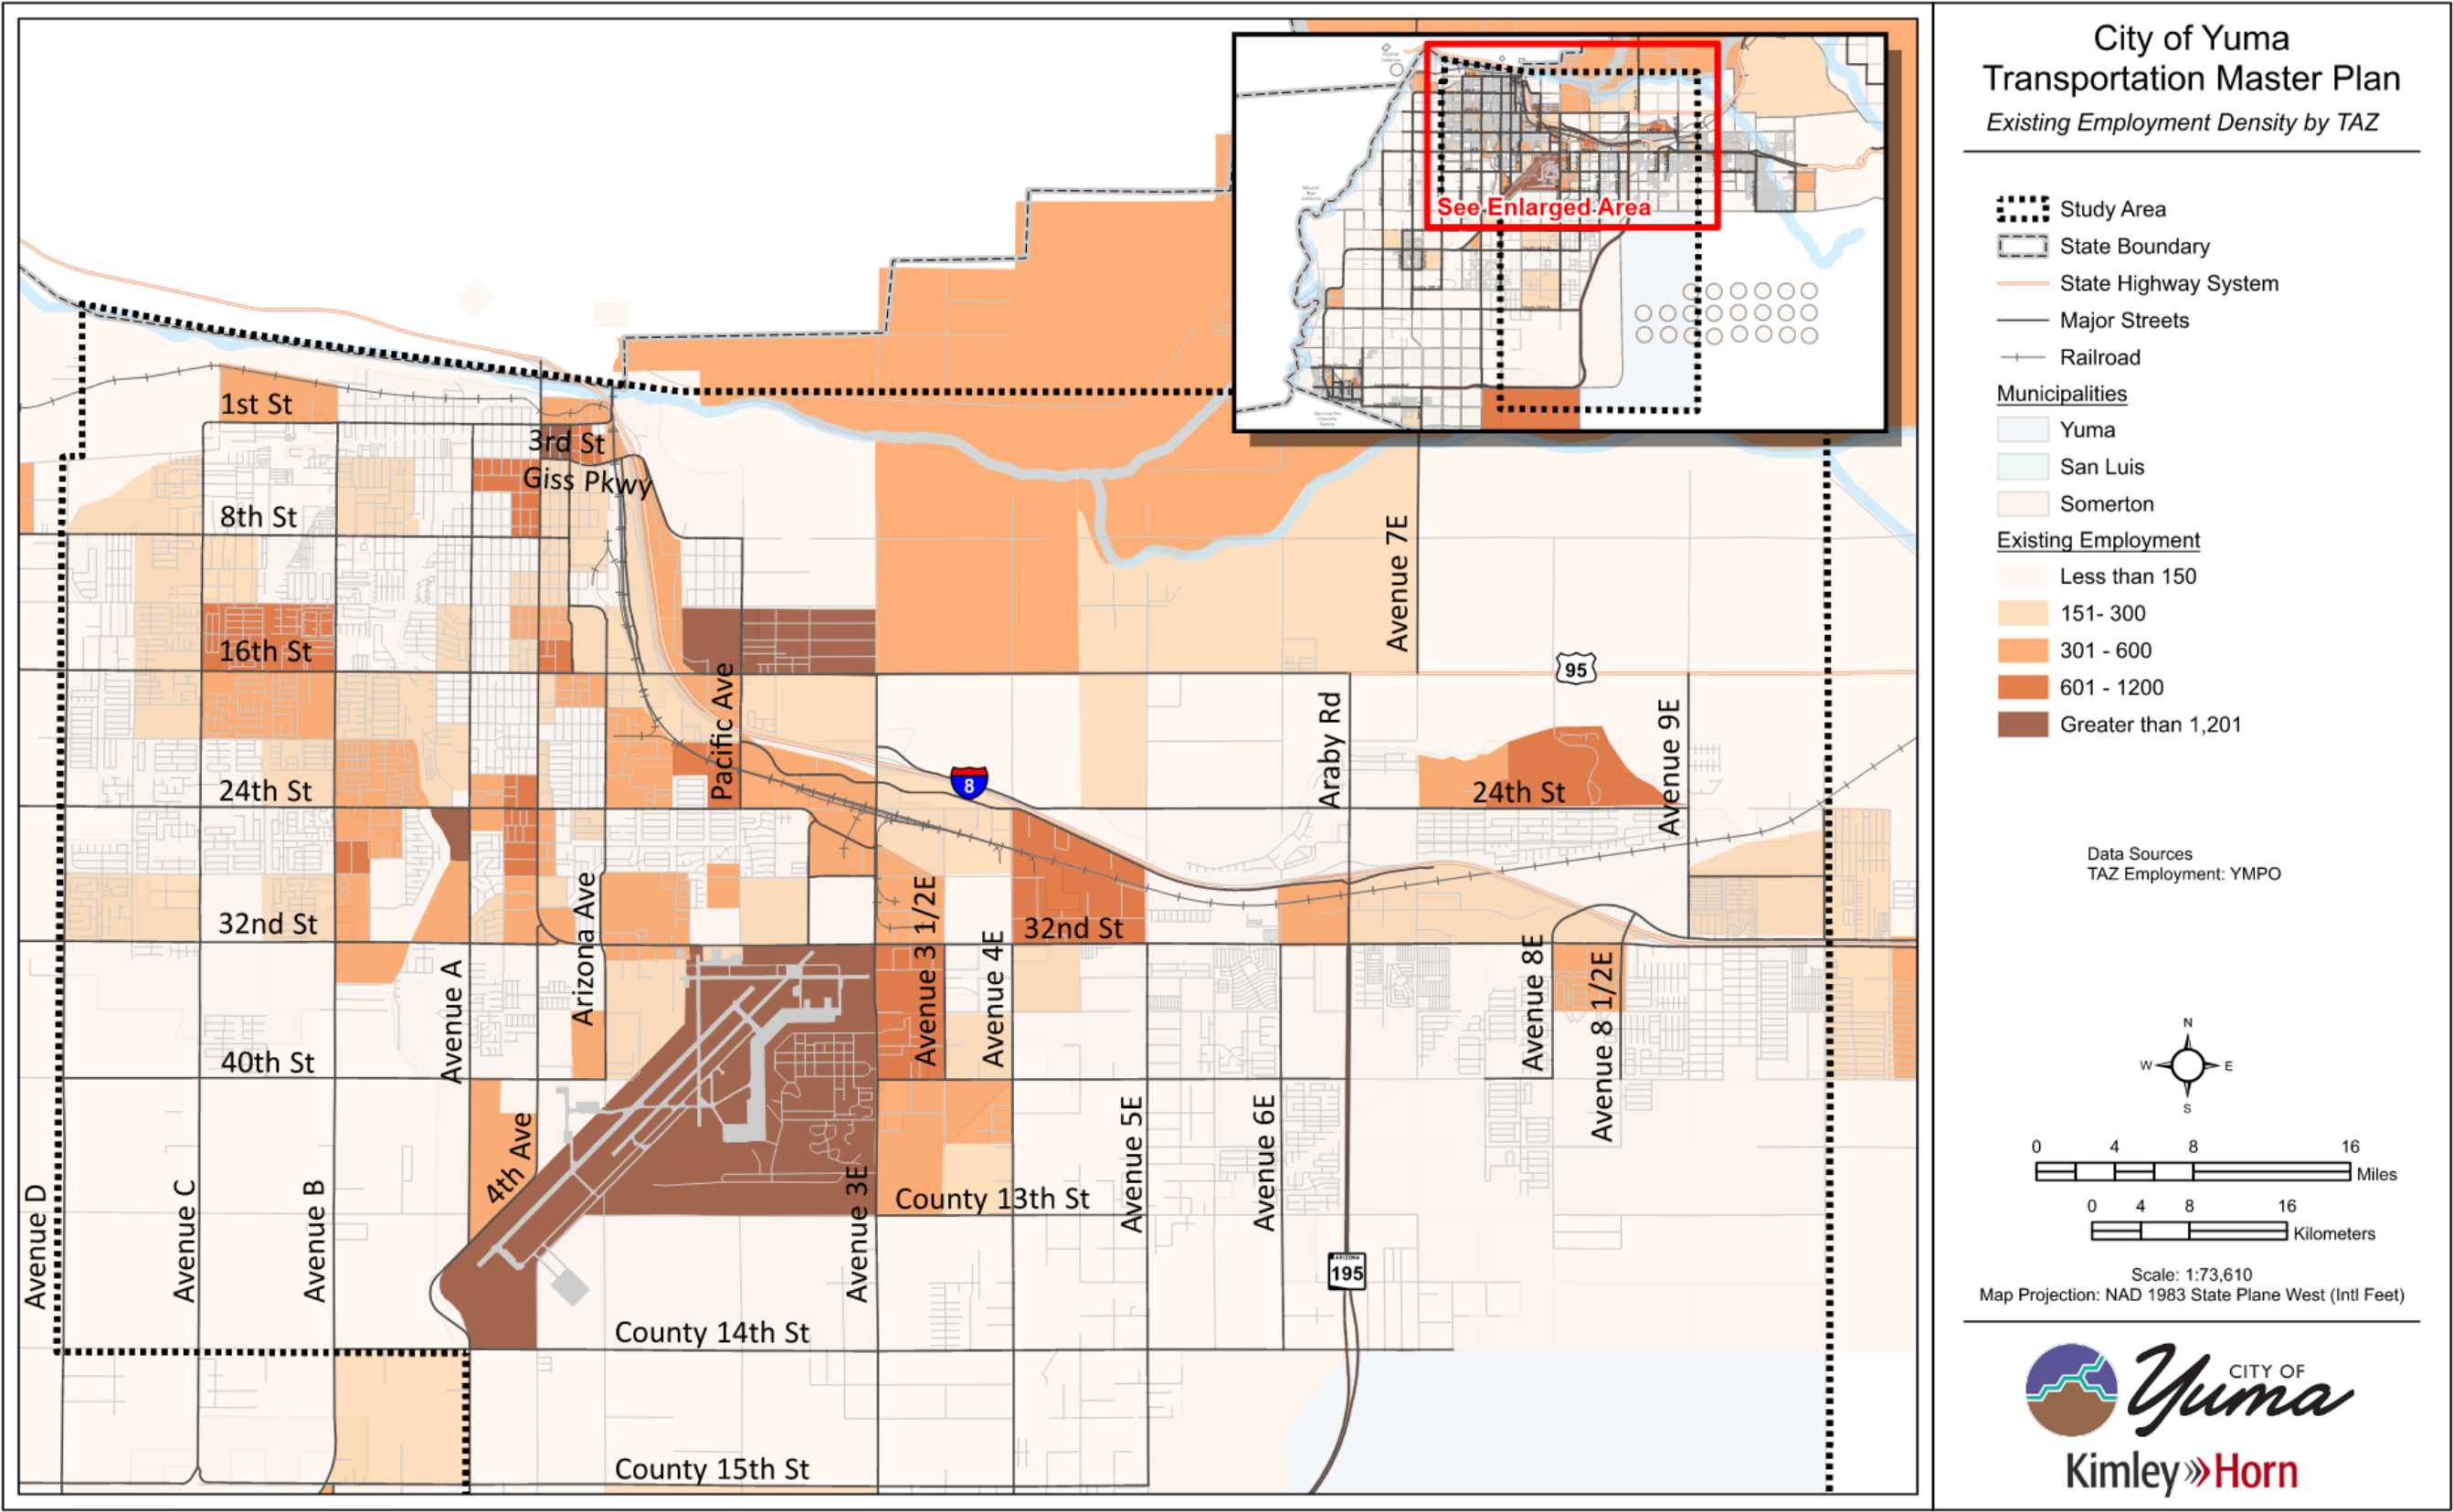 City of Yuma
Transportation Master Plan
Existing Employment Density by TAZ
Study Area
State Boundary
State Highway System
Major Streets
Railroad
Municipalities
Yuma
San Luis
Somerton
Existing Employment
Less than 150
151- 300
301 - 600
601 - 1200
Greater than 1,201
Data Sources
TAZ Employment: YMPO
N
W
E
S
0 4 8 16
Miles
0 4 8 16
Kilometers
Scale: 1:73,610
Map Projection: NAD 1983 State Plane West (Intl Feet)
CITY OF
Yuma
Kimley»Horn
See Enlarged Area
1st St
3rd St
Giss Pkwy
8th St
Avenue 7E
16th St
95
Pacific Ave
Araby Rd
Avenue 9E
8
24th St
24th St
32nd St
Arizona Ave
Avenue 3 1/2E
32nd St
Avenue 4E
Avenue 8E
Avenue 8 1/2E
Avenue A
40th St
4th Ave
Avenue D
Avenue C
Avenue B
Avenue 3E
County 13th St
Avenue 5E
Avenue 6E
ARIZONA
195
County 14th St
County 15th St